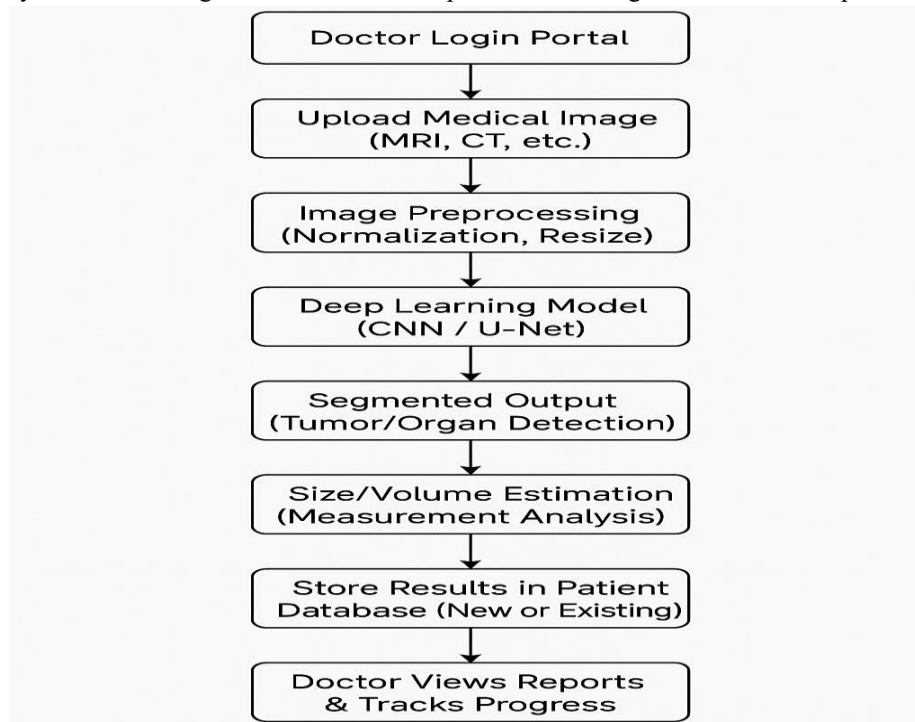 Doctor Login Portal
Upload Medical Image
(MRI, CT, etc.)
Image Preprocessing
(Normalization, Resize)
Deep Learning Model
(CNN / U-Net)
Segmented Output
(Tumor/Organ Detection)
Size/Volume Estimation
(Measurement Analysis)
Store Results in Patient
Database (New or Existing)
Doctor Views Reports
& Tracks Progress